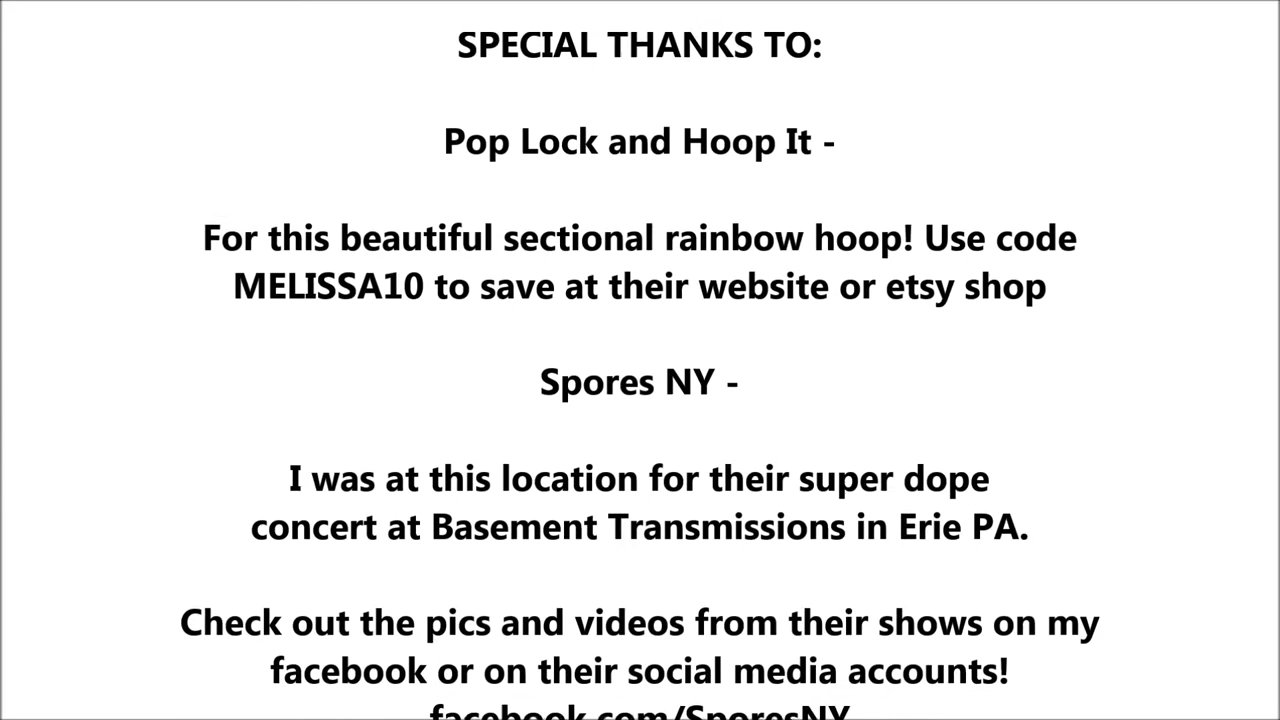 SPECIAL THANKS TO:
Pop Lock and Hoop It -
For this beautiful sectional rainbow hoop! Use code
MELISSA10 to save at their website or etsy shop
Spores NY -
I was at this location for their super dope
concert at Basement Transmissions in Erie PA.
Check out the pics and videos from their shows on my
facebook or on their social media accounts!
facebook.com/SporesNY